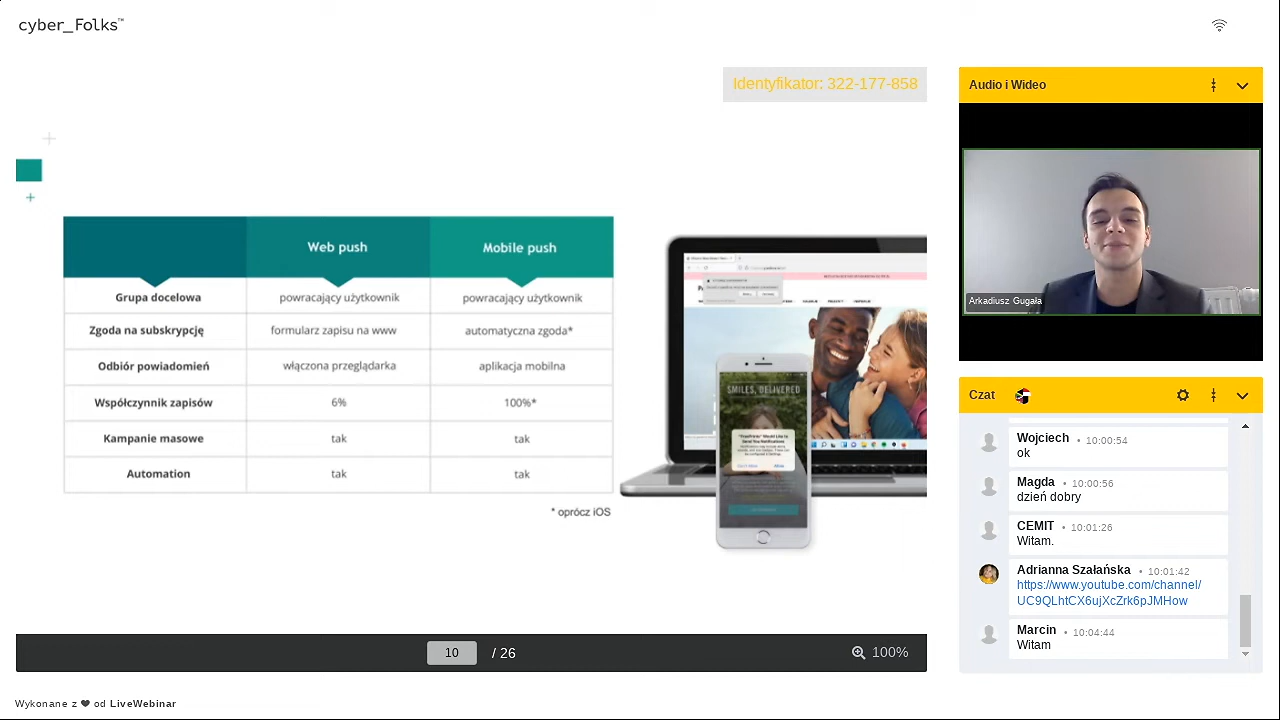 cyber_Folks™
Identyfikator: 322-177-858
Web push
Mobile push
Grupa docelowa
powracający użytkownik
powracający użytkownik
Zgoda na subskrypcję
formularz zapisu na www
automatyczna zgoda*
Odbiór powiadomień
włączona przeglądarka
aplikacja mobilna
Współczynnik zapisów
6%
100%*
Kampanie masowe
tak
tak
Automation
tak
tak
* oprócz iOS
SMILES, DELIVERED
10 / 26
100%
Wykonane z ❤ od LiveWebinar
Audio i Wideo
Arkadiusz Gugała
Czat
Wojciech • 10:00:54
ok
Magda • 10:00:56
dzień dobry
CEMIT • 10:01:26
Witam.
Adrianna Szałańska • 10:01:42
https://www.youtube.com/channel/
UC9QLhtCX6ujXcZrk6pJMHow
Marcin • 10:04:44
Witam